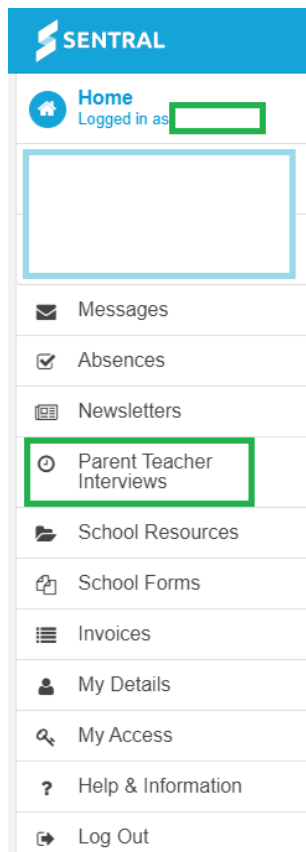 SENTRAL
Home
Logged in as
Messages
Absences
Newsletters
Parent Teacher
Interviews
School Resources
School Forms
Invoices
My Details
My Access
? Help & Information
Log Out